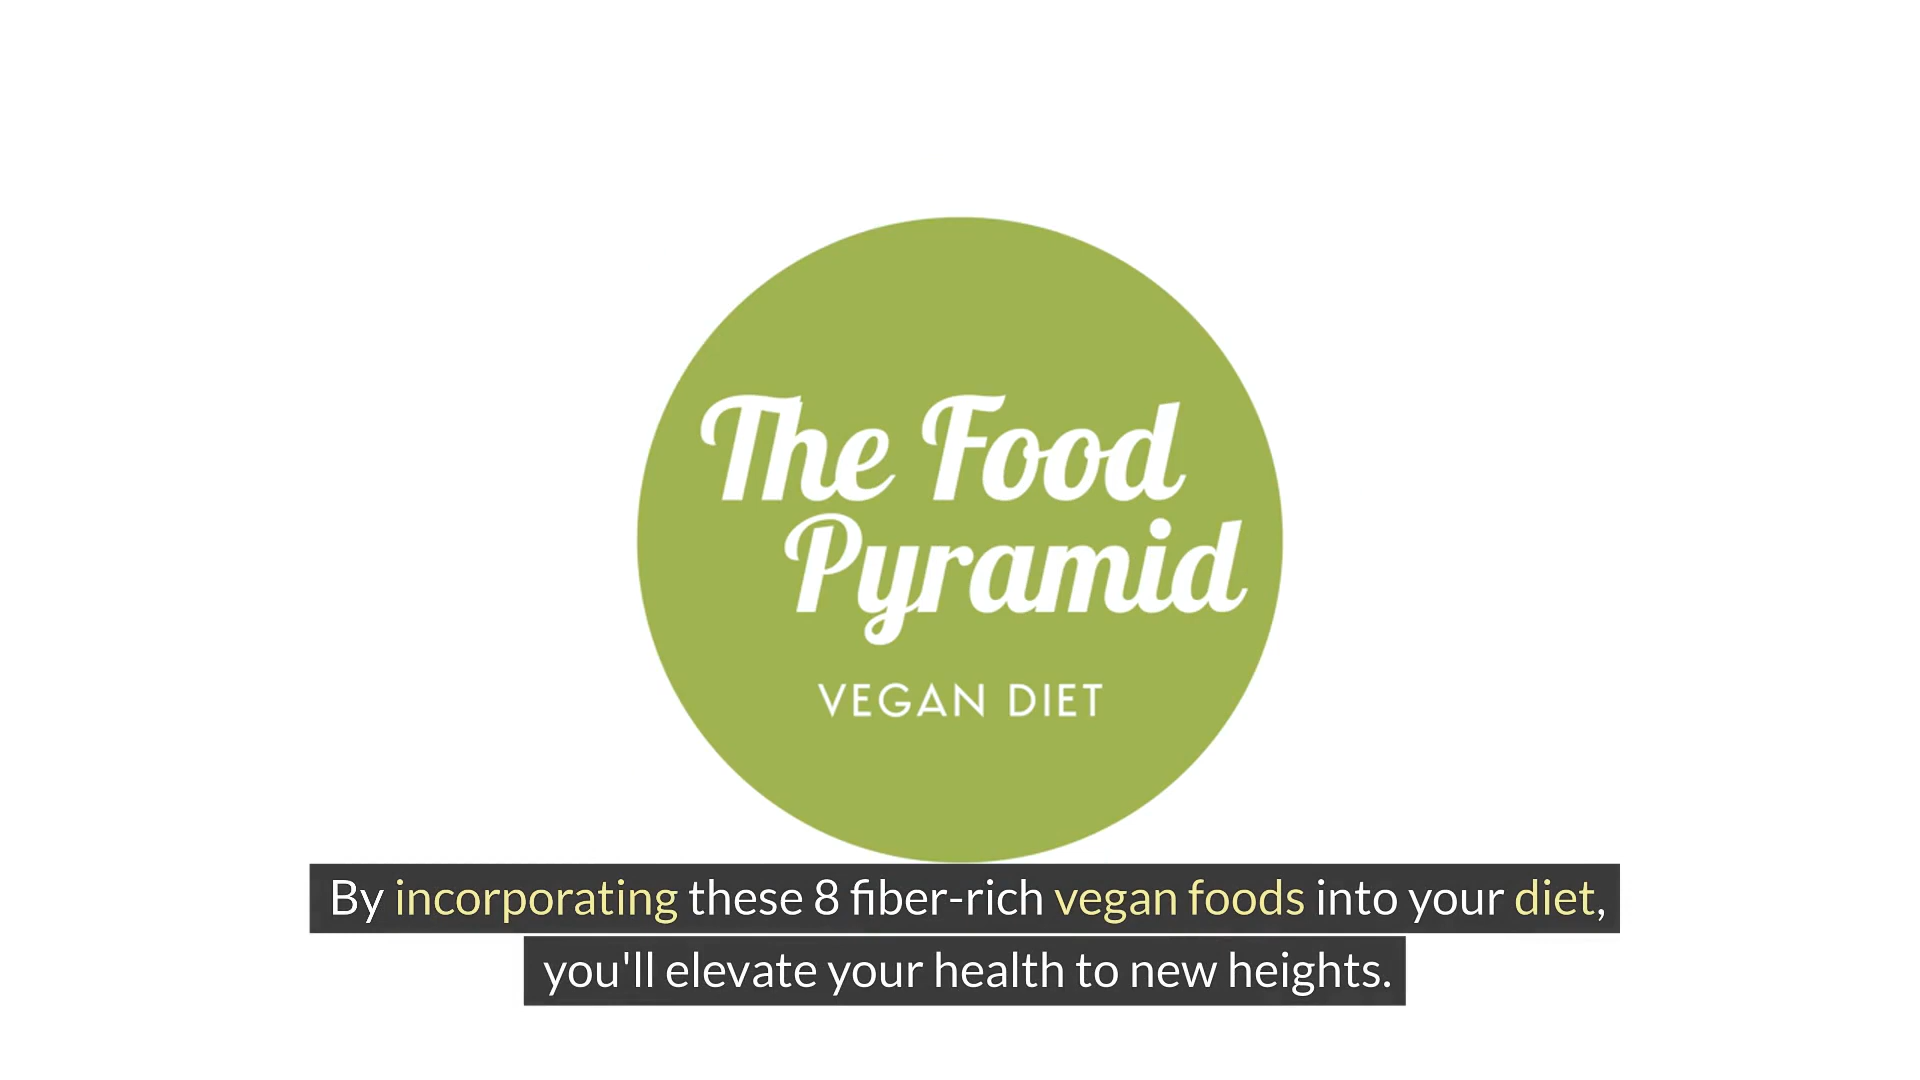 The Food
Pyramid
VEGAN DIET
By incorporating these 8 fiber-rich vegan foods into your diet,
you'll elevate your health to new heights.